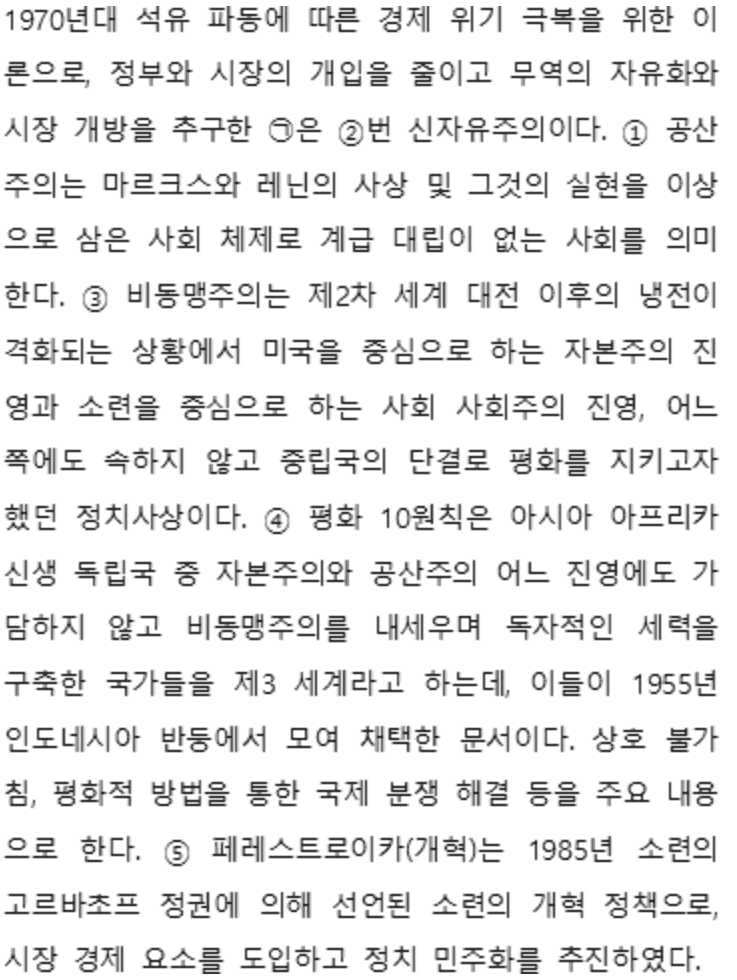 1970년대 석유 파동에 따른 경제 위기 극복을 위한 이
론으로, 정부와 시장의 개입을 줄이고 무역의 자유화와
시장 개방을 추구한 ㉠은 ②번 신자유주의이다. ① 공산
주의는 마르크스와 레닌의 사상 및 그것의 실현을 이상
으로 삼은 사회 체제로 계급 대립이 없는 사회를 의미
한다. ③ 비동맹주의는 제2차 세계 대전 이후의 냉전이
격화되는 상황에서 미국을 중심으로 하는 자본주의 진
영과 소련을 중심으로 하는 사회 사회주의 진영, 어느
쪽에도 속하지 않고 중립국의 단결로 평화를 지키고자
했던 정치사상이다. ④ 평화 10원칙은 아시아 아프리카
신생 독립국 중 자본주의와 공산주의 어느 진영에도 가
담하지 않고 비동맹주의를 내세우며 독자적인 세력을
구축한 국가들을 제3 세계라고 하는데, 이들이 1955년
인도네시아 반둥에서 모여 채택한 문서이다. 상호 불가
침, 평화적 방법을 통한 국제 분쟁 해결 등을 주요 내용
으로 한다. ⑤ 페레스트로이카(개혁)는 1985년 소련의
고르바초프 정권에 의해 선언된 소련의 개혁 정책으로,
시장 경제 요소를 도입하고 정치 민주화를 추진하였다.